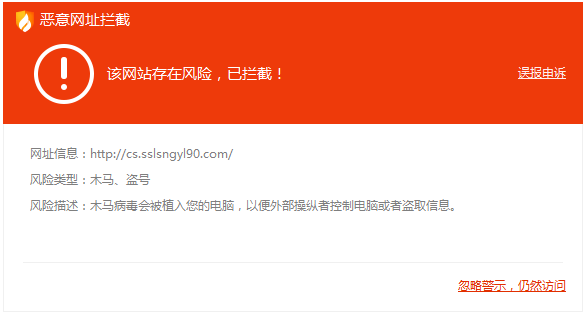 恶意网址拦截
该网站存在风险，已拦截！
误报申诉
网址信息：http://cs.sslsngyl90.com/
风险类型：木马、盗号
风险描述：木马病毒会被植入您的电脑，以便外部操纵者控制电脑或者盗取信息。
忽略警示，仍然访问